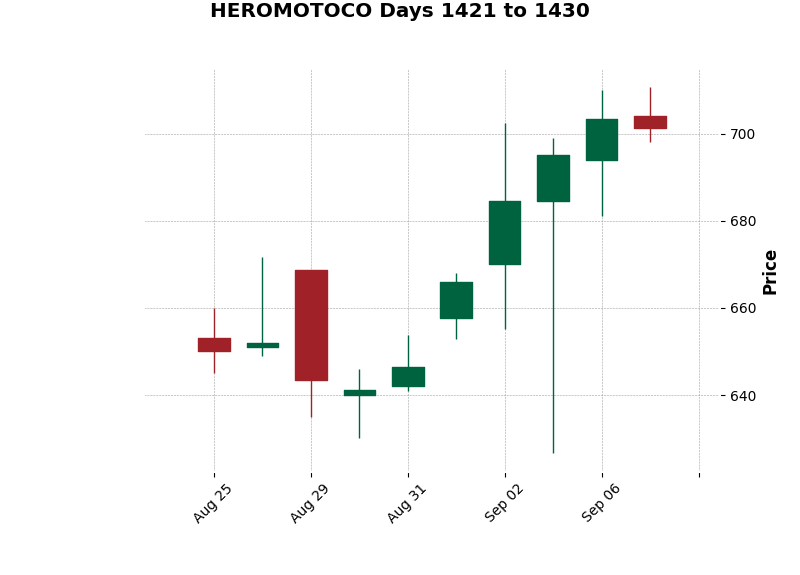 HEROMOTOCO Days 1421 to 1430
700
680
660
640
Price
Aug 25
Aug 29
Aug 31
Sep 02
Sep 06